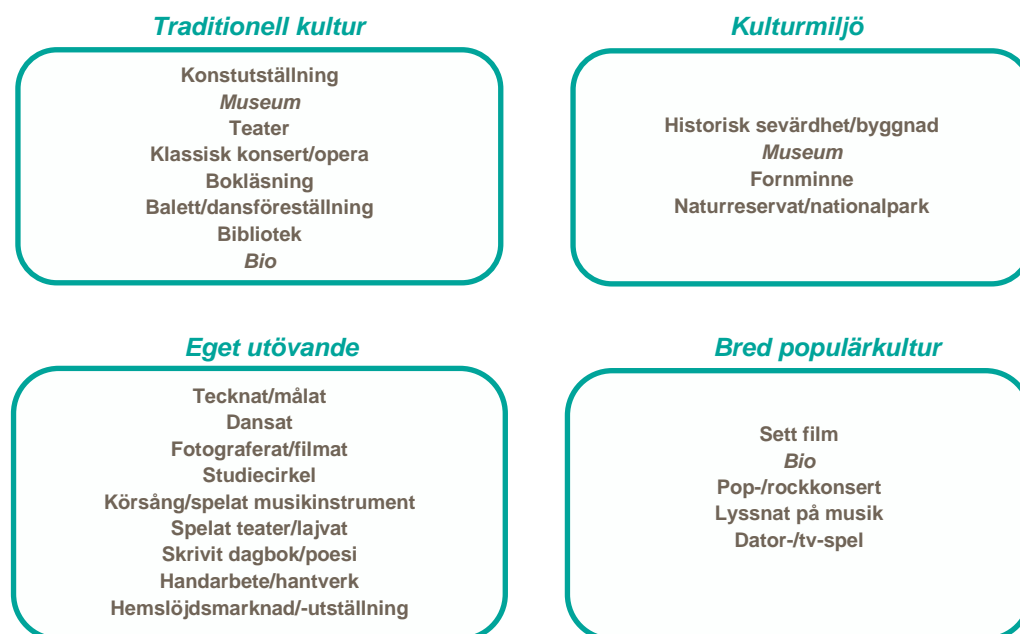 Traditionell kultur
Konstutställning
Museum
Teater
Klassisk konsert/opera
Bokläsning
Balett/dansföreställning
Bibliotek
Bio
Kulturmiljö
Historisk sevärdhet/byggnad
Museum
Fornminne
Naturreservat/nationalpark
Eget utövande
Tecknat/målat
Dansat
Fotograferat/filmat
Studiecirkel
Körsång/spelat musikinstrument
Spelat teater/lajvat
Skrivit dagbok/poesi
Handarbete/hantverk
Hemslöjdsmarknad/-utställning
Bred populärkultur
Sett film
Bio
Pop-/rockkonsert
Lyssnat på musik
Dator-/tv-spel